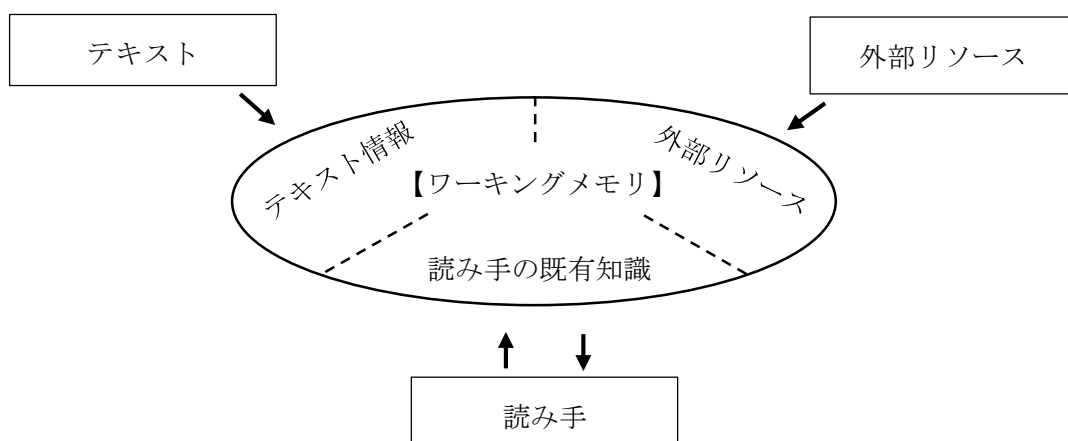 テキスト
外部リソース
テキスト情報
外部リソース
【ワーキングメモリ】
読み手の既有知識
読み手